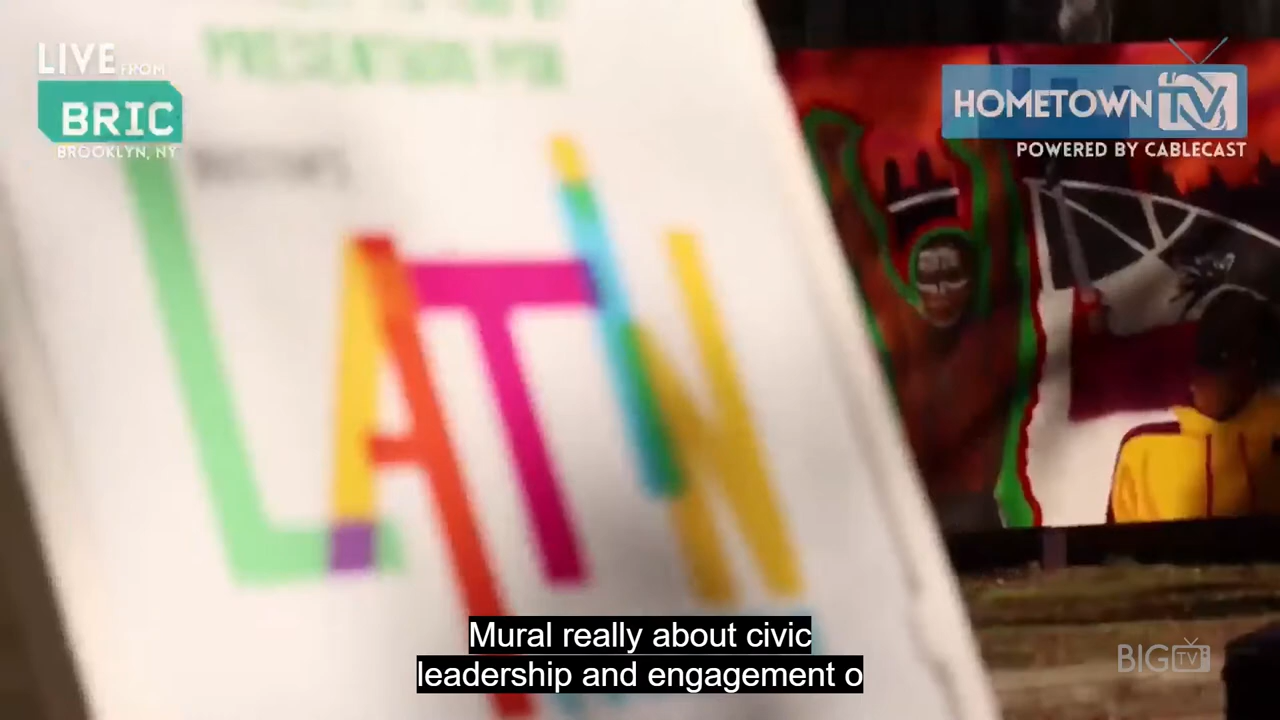 LIVE FROM
BRIC
BROOKLYN, NY
HOMETOWN TV
POWERED BY CABLECAST
LATIN
Mural really about civic
leadership and engagement o
BIG TV